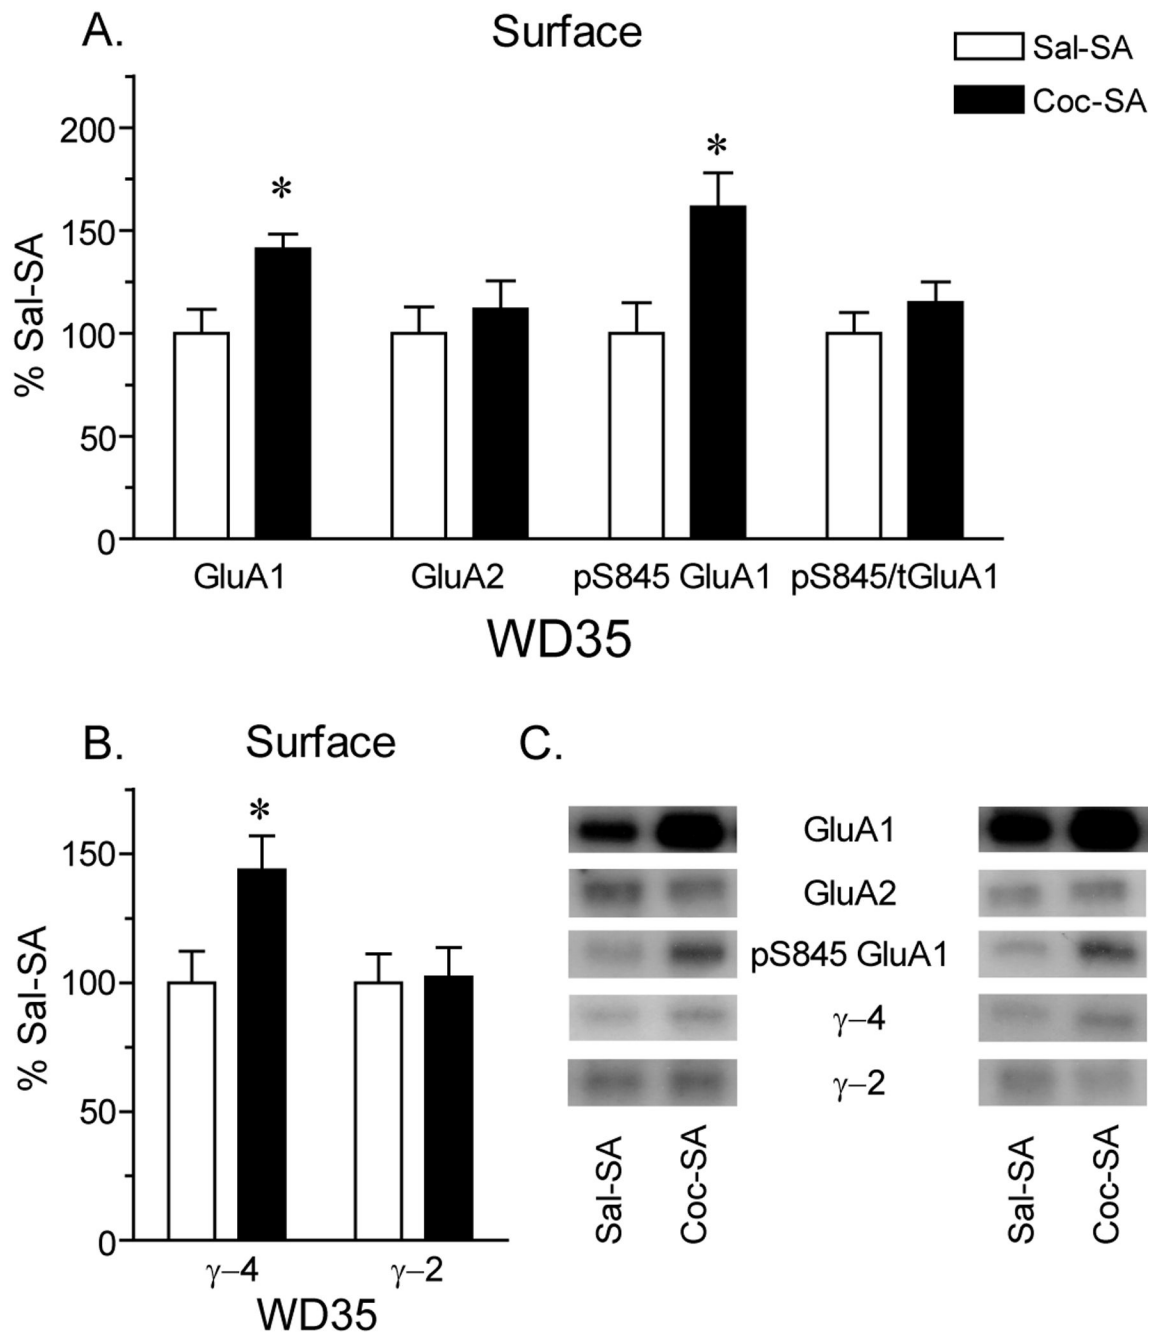 A.
Surface
Sal-SA
Coc-SA
*
*
% Sal-SA
200
150
100
50
0
GluA1 GluA2 pS845 GluA1 pS845/tGluA1
WD35
B.
Surface
*
% Sal-SA
150
100
50
0
γ–4 γ–2
WD35
C.
GluA1
GluA2
pS845 GluA1
γ–4
γ–2
Sal-SA
Coc-SA
Sal-SA
Coc-SA